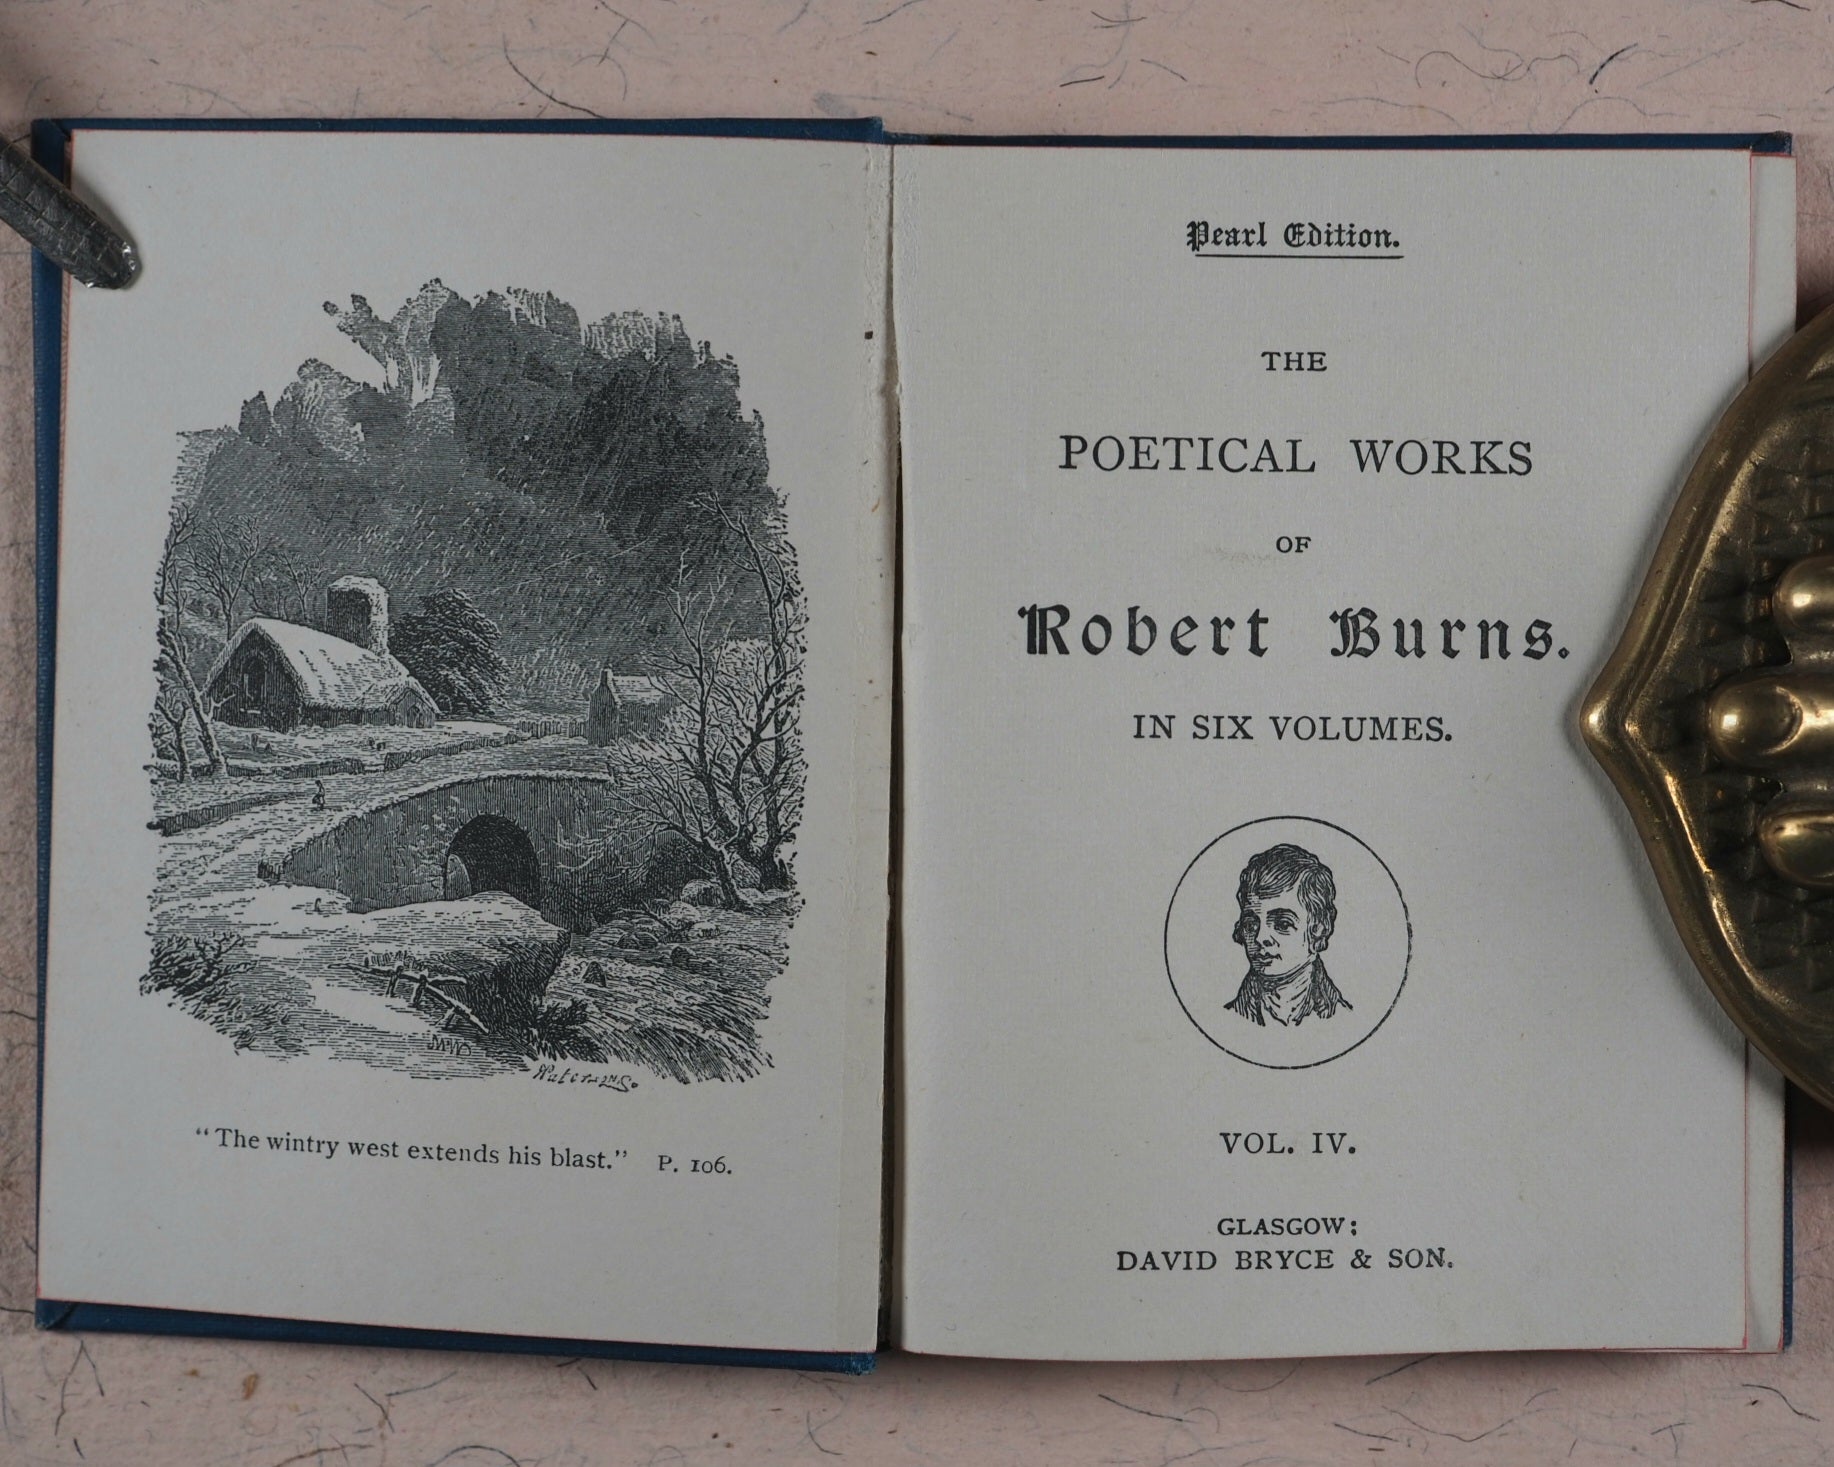 MWD
"The wintry west extends his blast." P. 106.
Pearl Edition.
THE
POETICAL WORKS
OF
Robert Burns.
IN SIX VOLUMES.
VOL. IV.
GLASGOW:
DAVID BRYCE & SON.